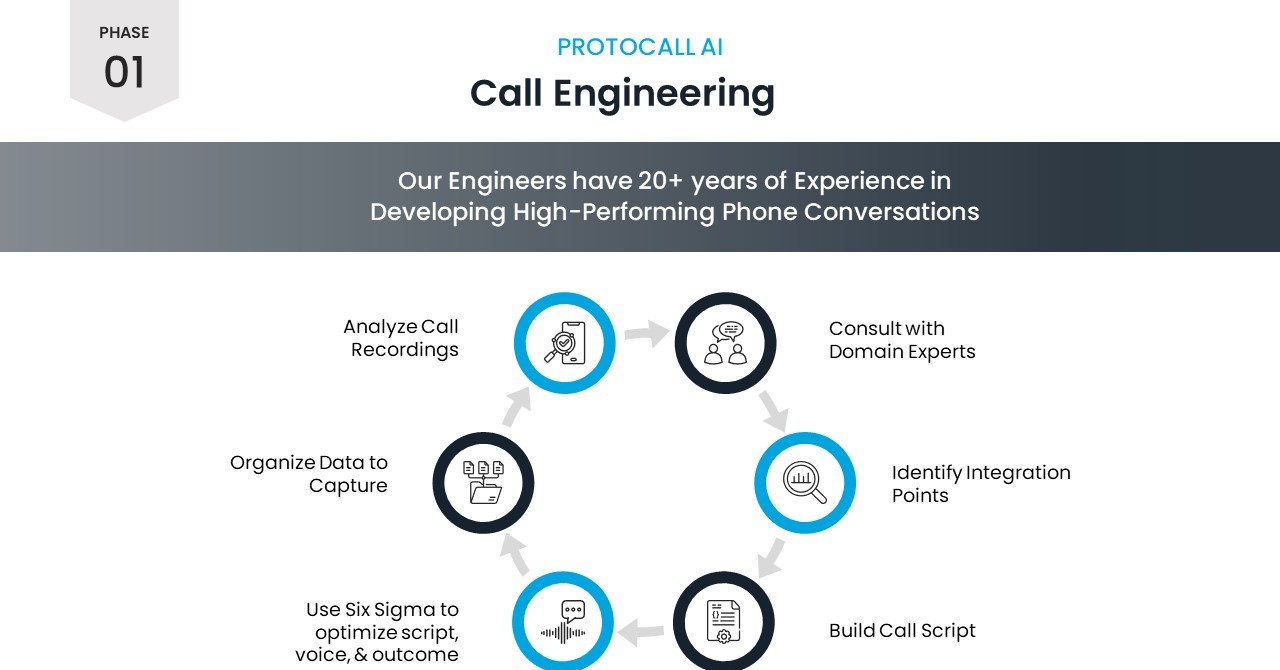 PHASE
01
PROTOCALL AI
Call Engineering
Our Engineers have 20+ years of Experience in
Developing High-Performing Phone Conversations
Analyze Call
Recordings
Consult with
Domain Experts
Organize Data to
Capture
Identify Integration
Points
Use Six Sigma to
optimize script,
voice, & outcome
Build Call Script